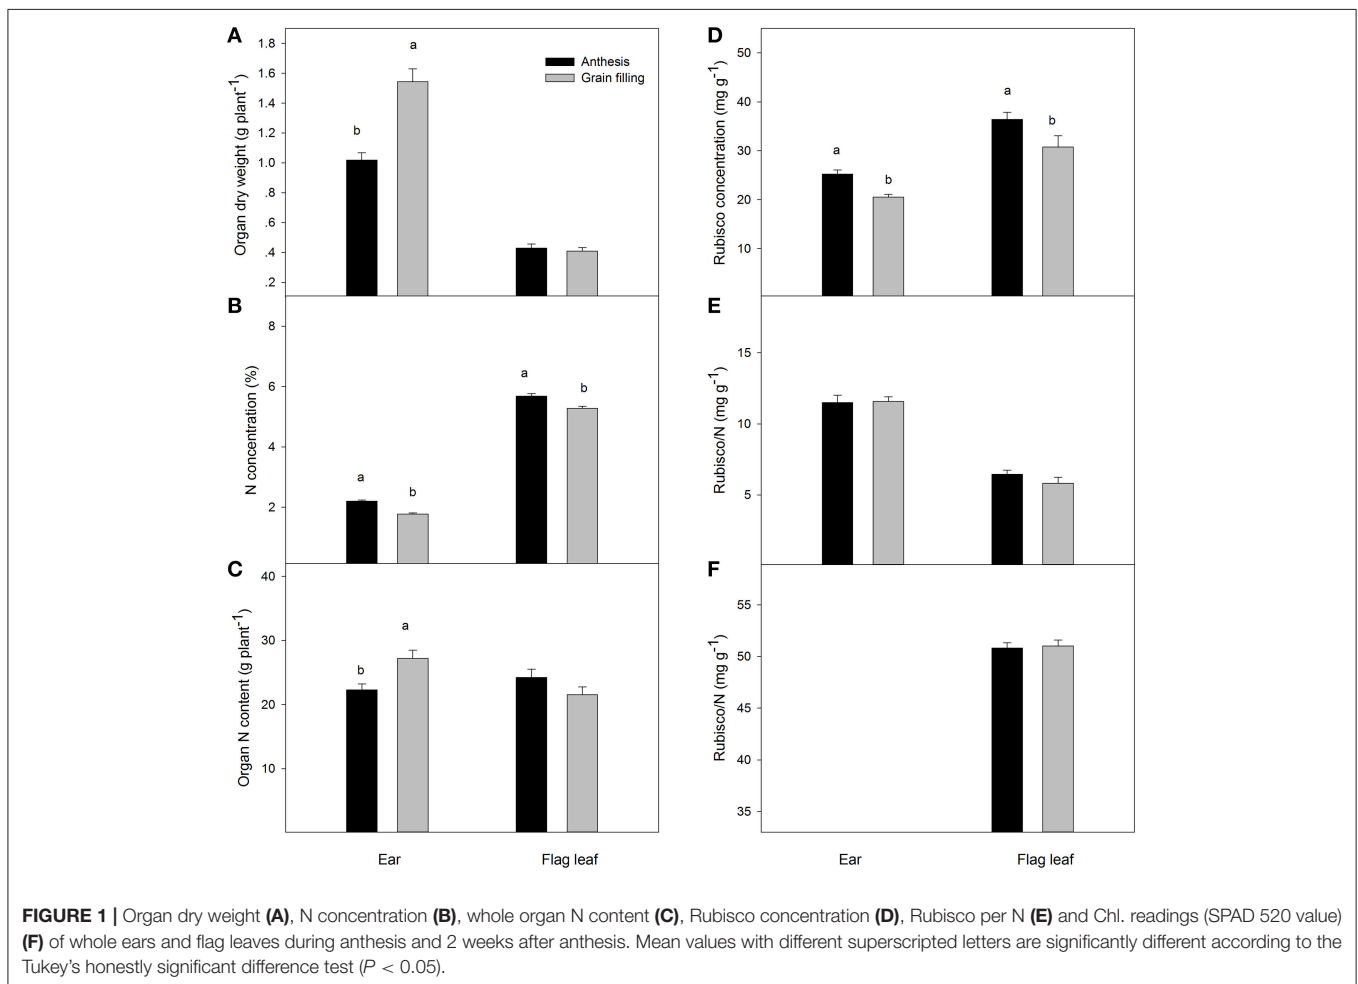 A
Organ dry weight (g plant-1)
1.8
1.6
1.4
1.2
1.0
.8
.6
.4
.2
b
a
Anthesis
Grain filling
B
N concentration (%)
8
6
4
2
a
b
a
b
C
Organ N content (g plant-1)
40
30
20
10
b
a
Ear
Flag leaf
D
Rubisco concentration (mg g-1)
50
40
30
20
10
a
b
a
b
E
Rubisco/N (mg g-1)
15
10
5
F
Rubisco/N (mg g-1)
55
50
45
40
35
Ear
Flag leaf
FIGURE 1 | Organ dry weight (A), N concentration (B), whole organ N content (C), Rubisco concentration (D), Rubisco per N (E) and Chl. readings (SPAD 520 value)
(F) of whole ears and flag leaves during anthesis and 2 weeks after anthesis. Mean values with different superscripted letters are significantly different according to the
Tukey's honestly significant difference test (P < 0.05).